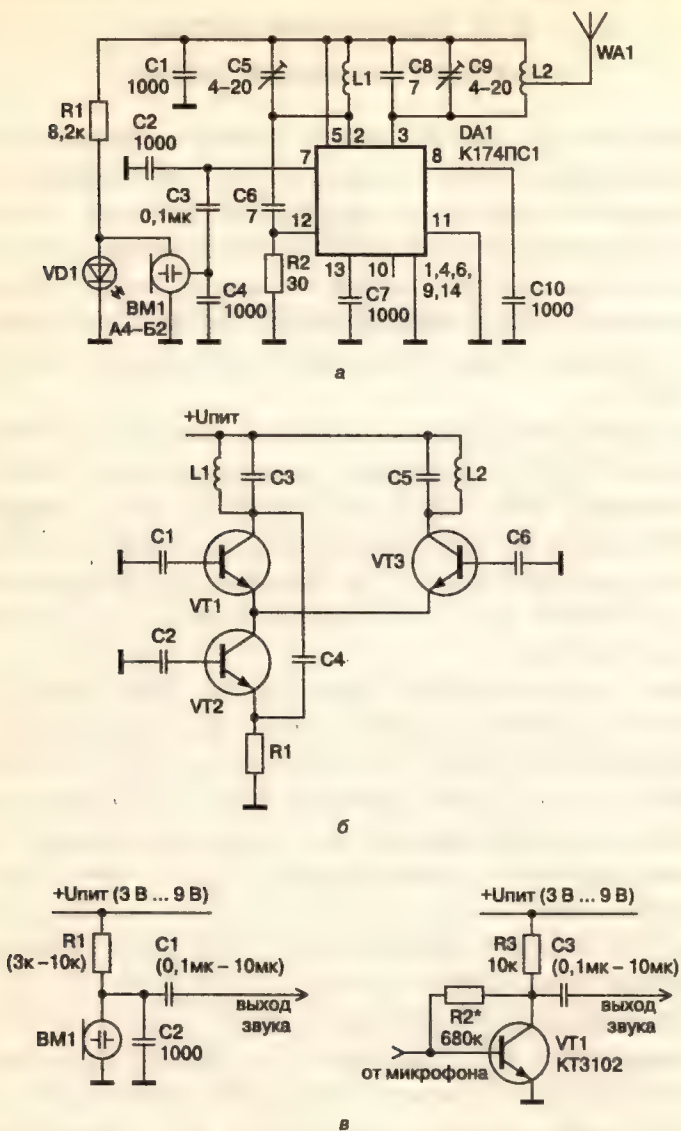 WA1
C1
1000
C5
4–20
L1
C8
7
C9
4–20
L2
R1
8,2к
C2
1000
DA1
К174ПС1
5
2
3
7
8
C3
0,1мк
C6
7
12
11
VD1
BM1
А4–Б2
C4
1000
R2
30
13
10
1,4,6,
9,14
C7
1000
C10
1000
а
+Uпит
L1
C3
C5
L2
C1
VT1
VT3
C6
C2
VT2
C4
R1
б
+Uпит (3 В ... 9 В)
R1
(3к–10к)
C1
(0,1мк – 10мк)
выход
звука
BM1
C2
1000
+Uпит (3 В ... 9 В)
R3
10к
C3
(0,1мк – 10мк)
R2*
680к
выход
звука
от микрофона
VT1
КТ3102
в